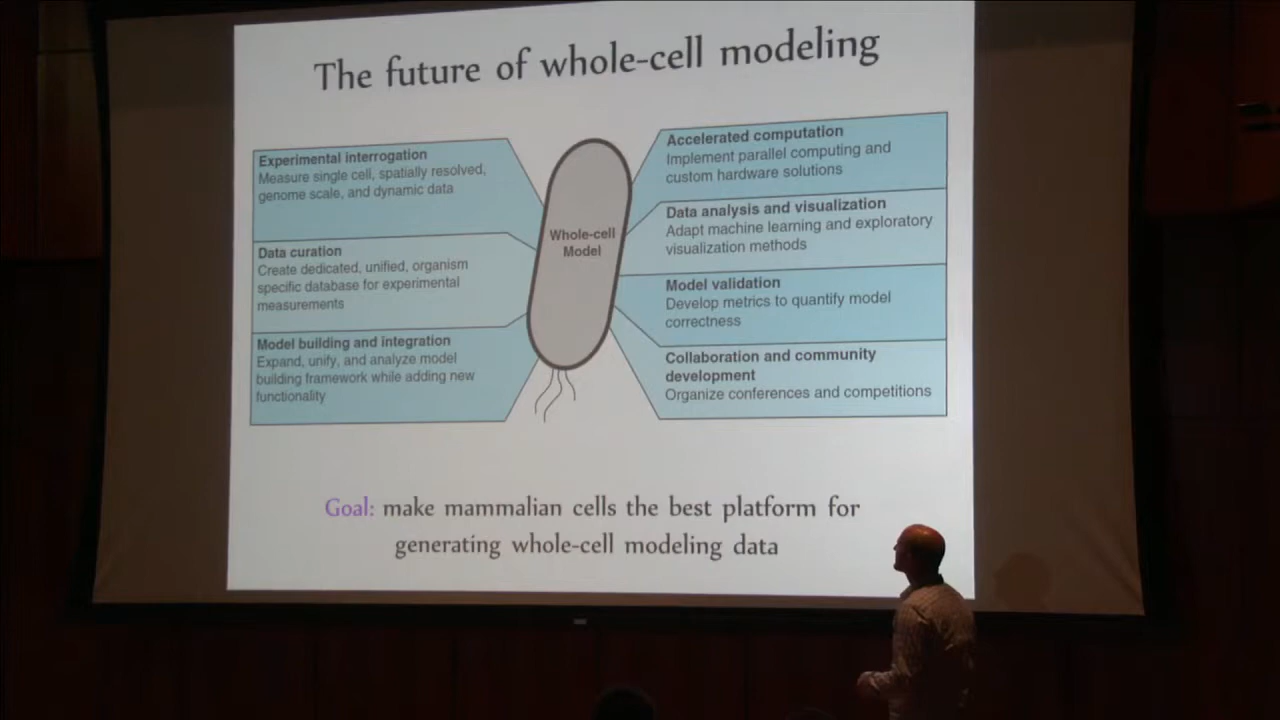 The future of whole-cell modeling
Experimental interrogation
Measure single cell, spatially resolved,
genome scale, and dynamic data
Data curation
Create dedicated, unified, organism
specific database for experimental
measurements
Model building and integration
Expand, unify, and analyze model
building framework while adding new
functionality
Whole-cell
Model
Accelerated computation
Implement parallel computing and
custom hardware solutions
Data analysis and visualization
Adapt machine learning and exploratory
visualization methods
Model validation
Develop metrics to quantify model
correctness
Collaboration and community
development
Organize conferences and competitions
Goal: make mammalian cells the best platform for
generating whole-cell modeling data